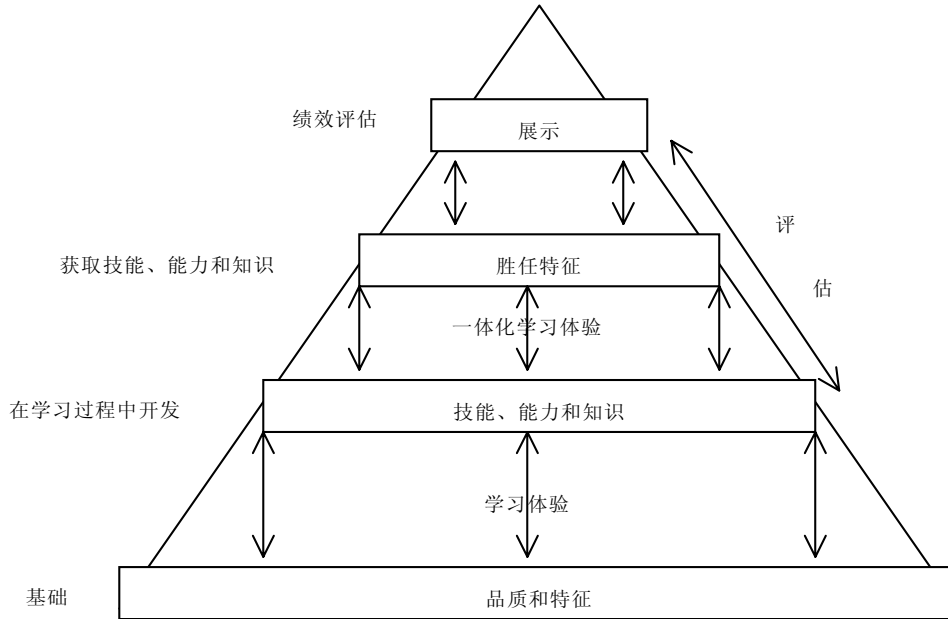 绩效评估
展示
评
获取技能、能力和知识
胜任特征
估
一体化学习体验
在学习过程中开发
技能、能力和知识
学习体验
基础
品质和特征